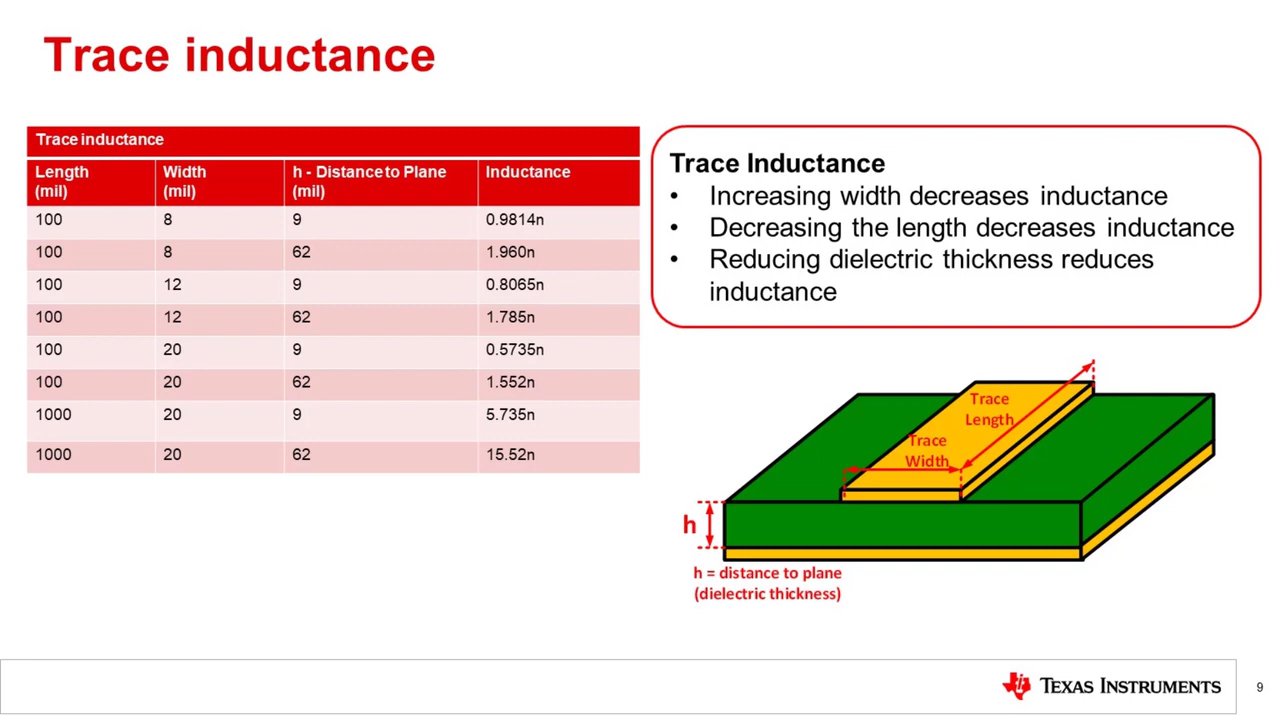 Trace inductance
Trace inductance
Length (mil) Width (mil) h - Distance to Plane (mil) Inductance
100 8 9 0.9814n
100 8 62 1.960n
100 12 9 0.8065n
100 12 62 1.785n
100 20 9 0.5735n
100 20 62 1.552n
1000 20 9 5.735n
1000 20 62 15.52n
Trace Inductance
• Increasing width decreases inductance
• Decreasing the length decreases inductance
• Reducing dielectric thickness reduces
inductance
Trace
Length
Trace
Width
h
h = distance to plane
(dielectric thickness)
TEXAS INSTRUMENTS
9